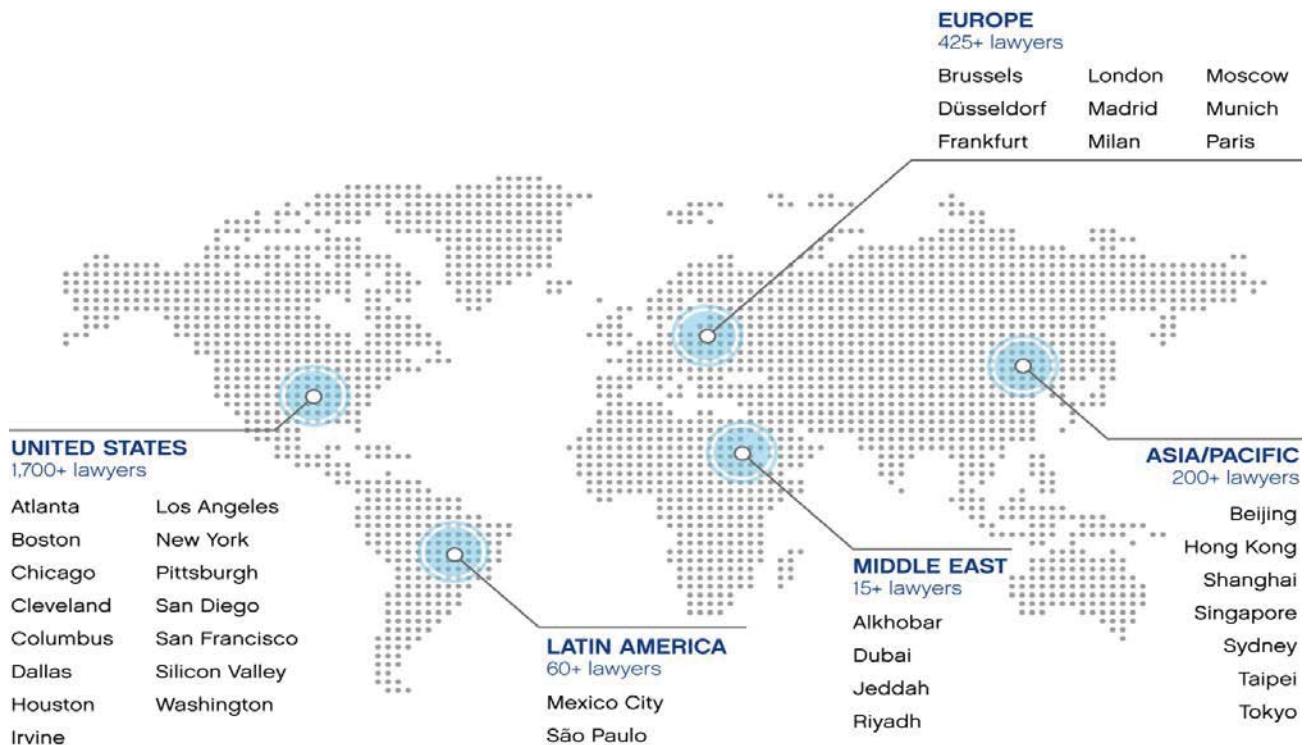 EUROPE
425+ lawyers
Brussels London Moscow
Düsseldorf Madrid Munich
Frankfurt Milan Paris
UNITED STATES
1,700+ lawyers
Atlanta Los Angeles
Boston New York
Chicago Pittsburgh
Cleveland San Diego
Columbus San Francisco
Dallas Silicon Valley
Houston Washington
Irvine
LATIN AMERICA
60+ lawyers
Mexico City
São Paulo
MIDDLE EAST
15+ lawyers
Alkhobar
Dubai
Jeddah
Riyadh
ASIA/PACIFIC
200+ lawyers
Beijing
Hong Kong
Shanghai
Singapore
Sydney
Taipei
Tokyo